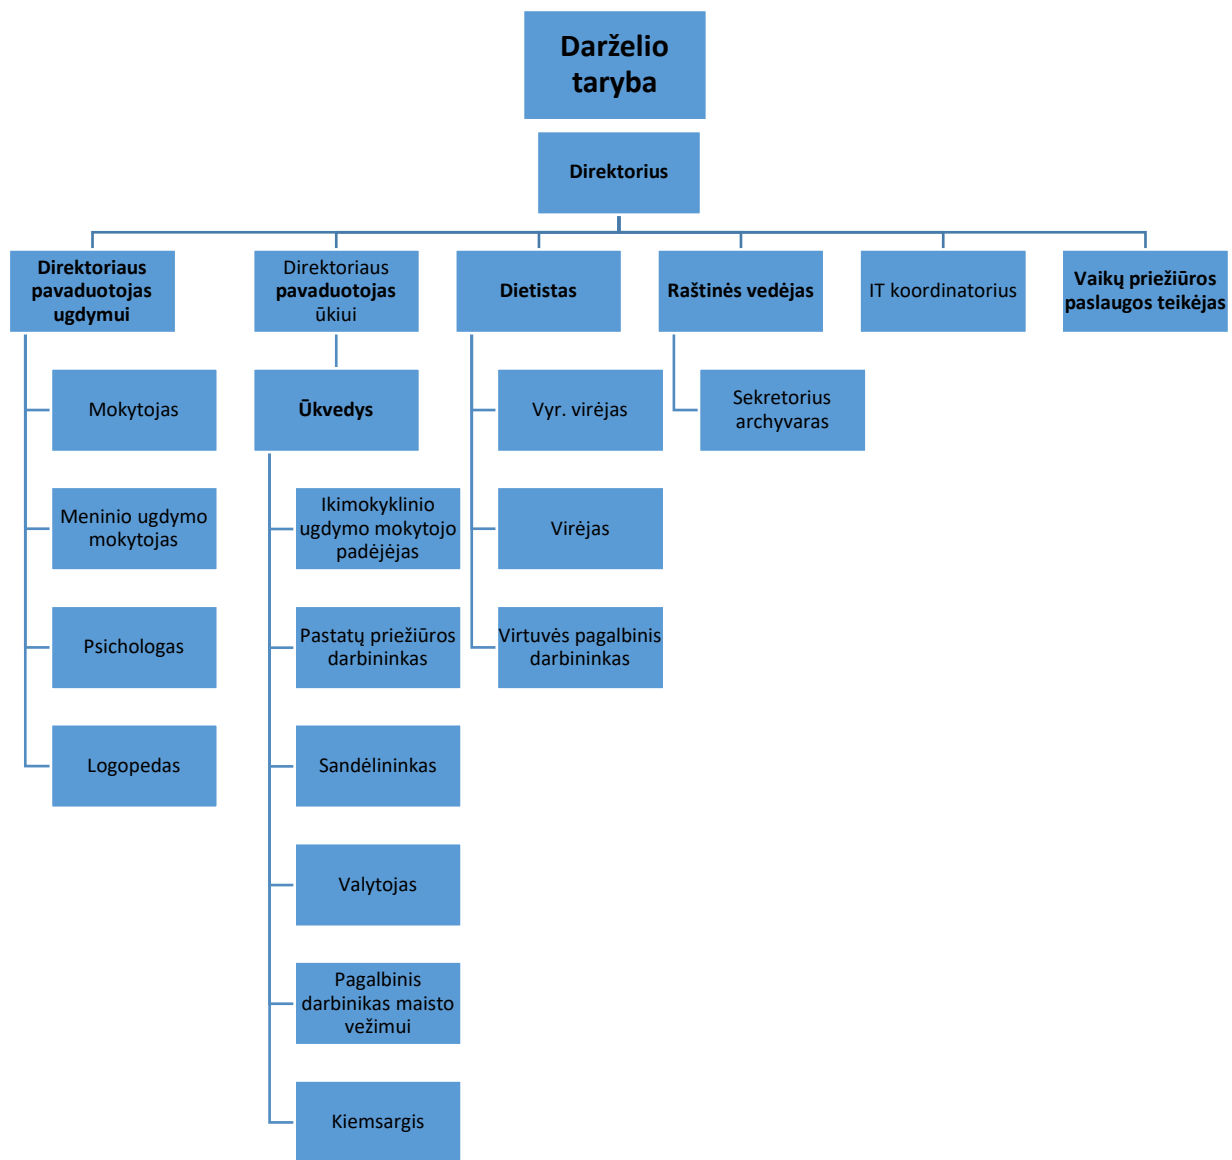 Darželio
taryba
Direktorius
Direktoriaus
pavaduotojas
ugdymui
Direktoriaus
pavaduotojas
ūkiui
Dietistas
Raštinės vedėjas
IT koordinatorius
Vaikų priežiūros
paslaugos teikėjas
Mokytojas
Ūkvedys
Vyr. virėjas
Sekretorius
archyvaras
Meninio ugdymo
mokytojas
Ikimokyklinio
ugdymo mokytojo
padėjėjas
Virėjas
Psichologas
Pastatų priežiūros
darbininkas
Virtuvės pagalbinis
darbininkas
Logopedas
Sandėlininkas
Valytojas
Pagalbinis
darbinikas maisto
vežimui
Kiemsargis